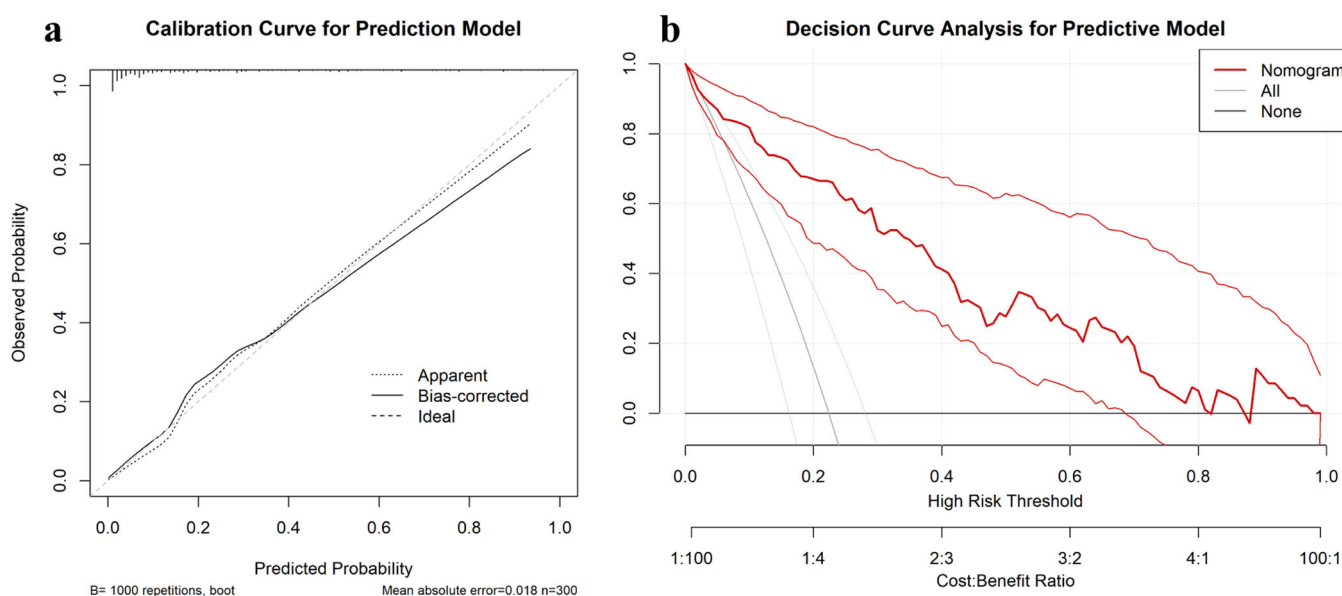 a
Calibration Curve for Prediction Model
1.0
0.8
0.6
0.4
0.2
0.0
Observed Probability
Apparent
Bias-corrected
Ideal
0.0 0.2 0.4 0.6 0.8 1.0
Predicted Probability
B= 1000 repetitions, boot
Mean absolute error=0.018 n=300
b
Decision Curve Analysis for Predictive Model
Nomogram
All
None
1.0
0.8
0.6
0.4
0.2
0.0
0.0 0.2 0.4 0.6 0.8 1.0
High Risk Threshold
1:100 1:4 2:3 3:2 4:1 100:1
Cost:Benefit Ratio